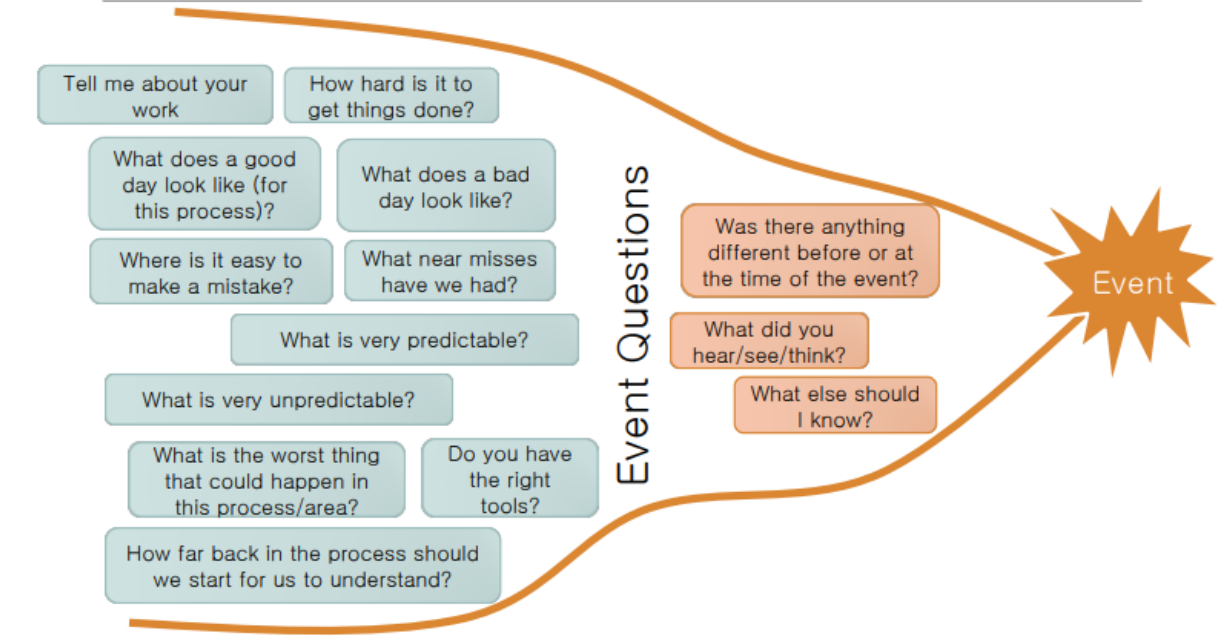 Tell me about your
work
How hard is it to
get things done?
What does a good
day look like (for
this process)?
What does a bad
day look like?
Where is it easy to
make a mistake?
What near misses
have we had?
What is very predictable?
What is very unpredictable?
What is the worst thing
that could happen in
this process/area?
Do you have
the right
tools?
How far back in the process should
we start for us to understand?
Event Questions
Was there anything
different before or at
the time of the event?
What did you
hear/see/think?
What else should
I know?
Event